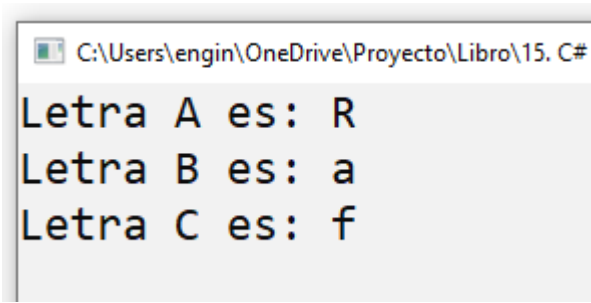 C:\Users\engin\OneDrive\Proyecto\Libro\15. C#
Letra A es: R
Letra B es: a
Letra C es: f